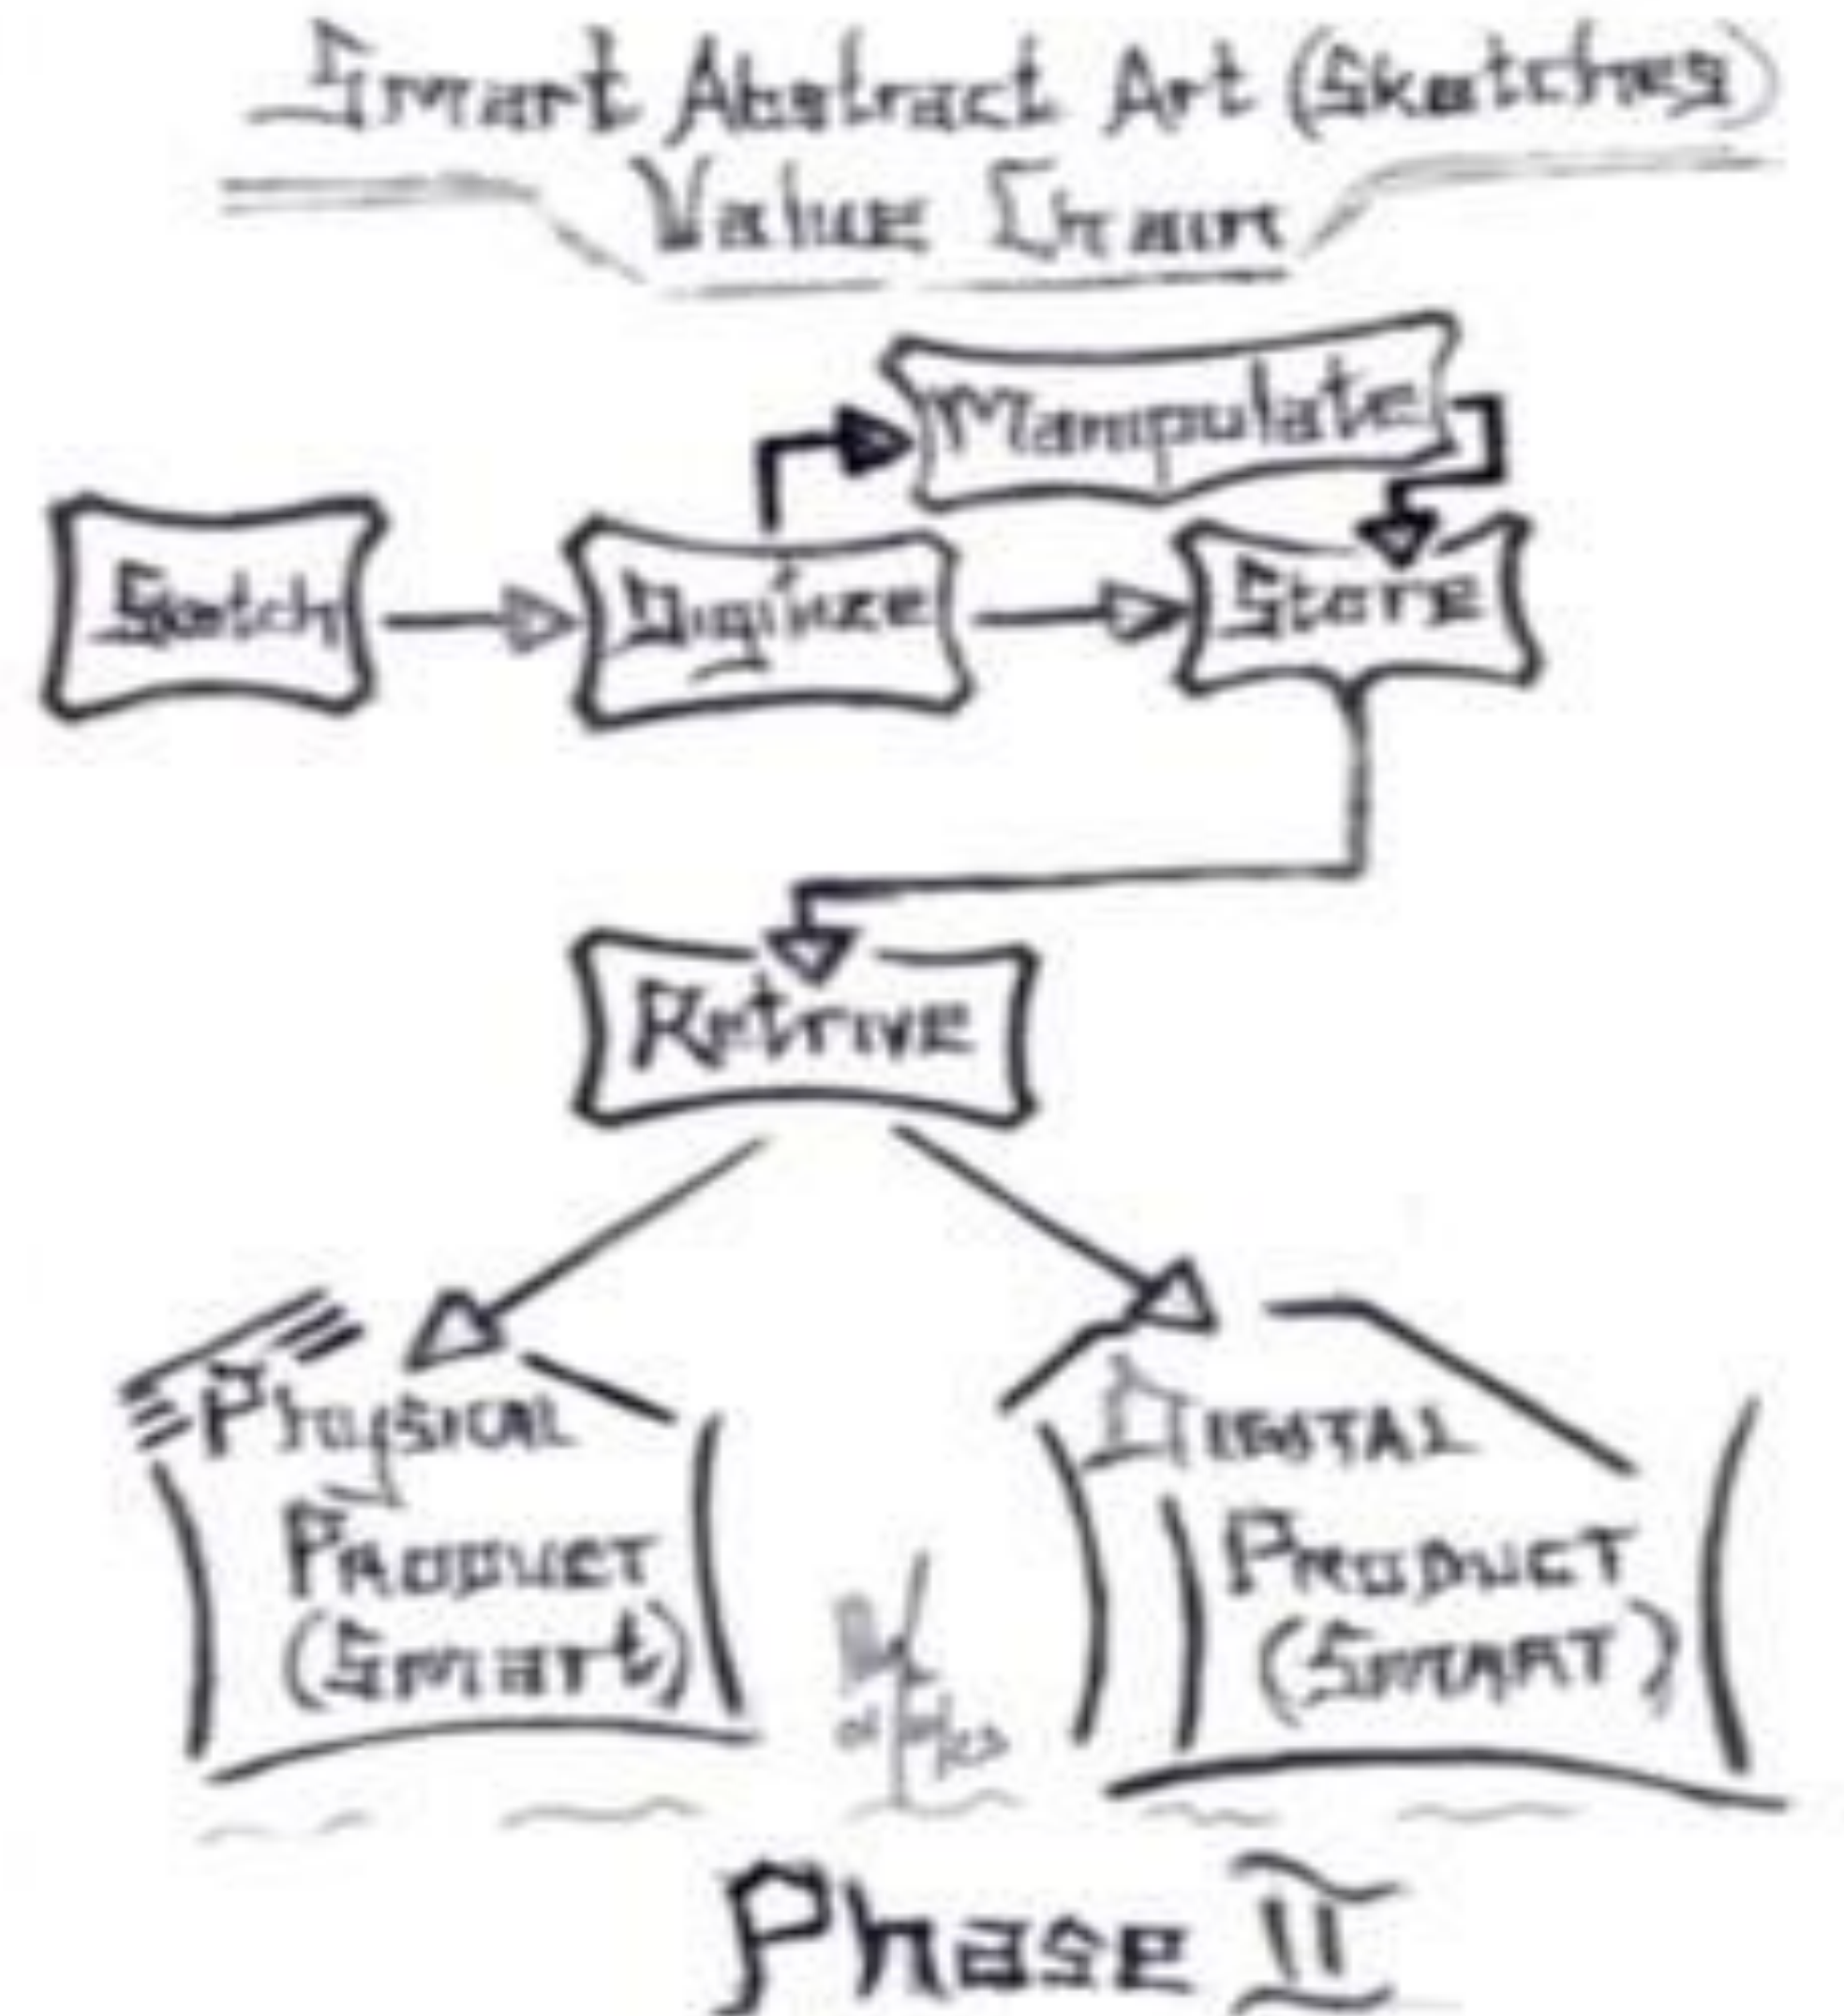 Smart Abstract Art (Sketches)
Value Chain
Manipulate
Sketch
Digitize
Store
Retrive
Physical
Product
(Smart)
Digital
Product
(Smart)
Phase II